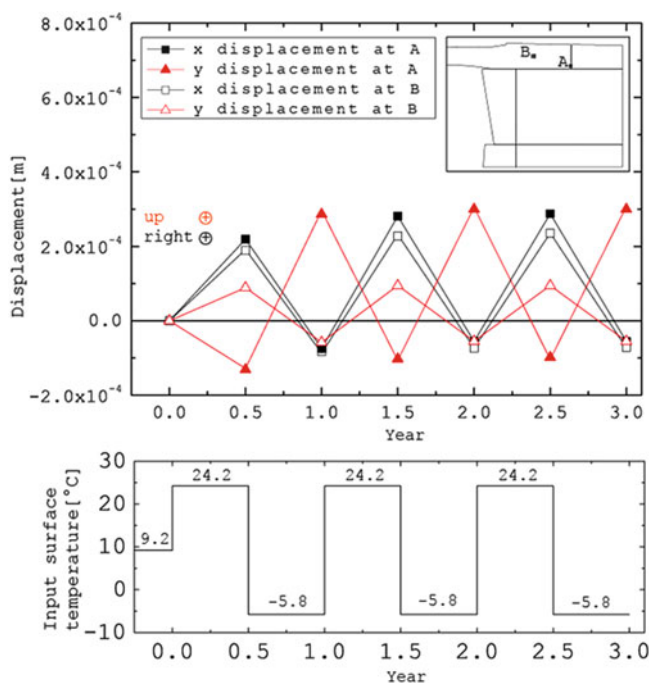 8.0x10⁻⁴
6.0x10⁻⁴
4.0x10⁻⁴
2.0x10⁻⁴
0.0
-2.0x10⁻⁴
Displacement[m]
x displacement at A
y displacement at A
x displacement at B
y displacement at B
B
A
up ⊕
right ⊕
0.0 0.5 1.0 1.5 2.0 2.5 3.0
Year
30
20
10
0
-10
Input surface
temperature[°C]
24.2 24.2 24.2
9.2
-5.8 -5.8 -5.8
0.0 0.5 1.0 1.5 2.0 2.5 3.0
Year